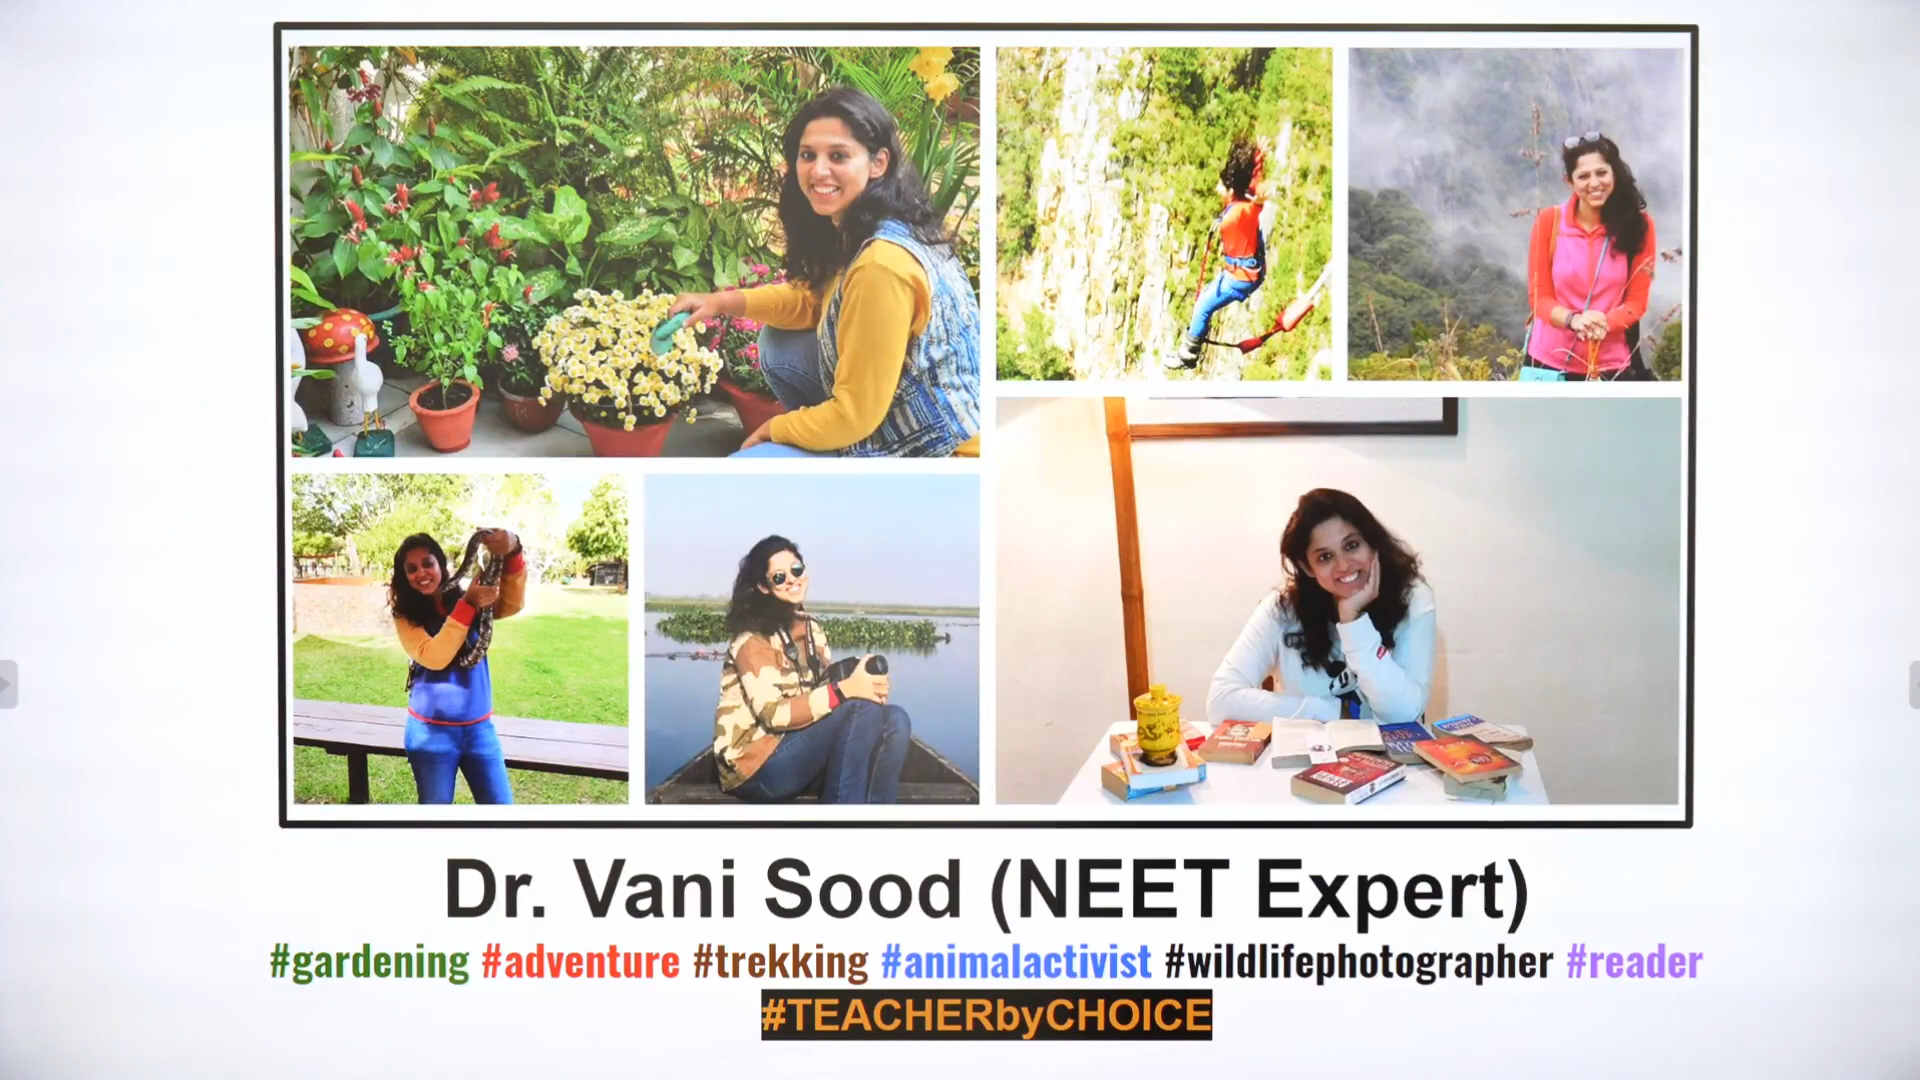 Dr. Vani Sood (NEET Expert)
#gardening #adventure #trekking #animalactivist #wildlifephotographer #reader
#TEACHERbyCHOICE